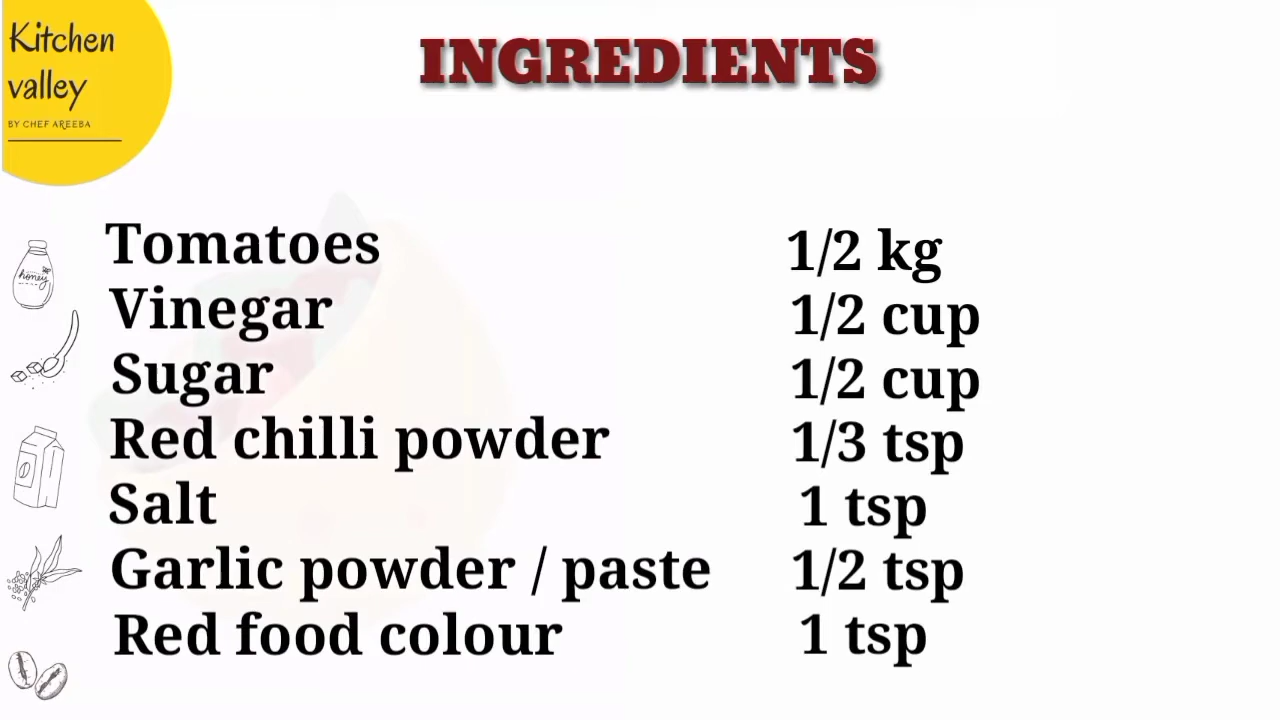 Kitchen
valley
BY CHEF AREEBA
INGREDIENTS
Tomatoes 1/2 kg
Vinegar 1/2 cup
Sugar 1/2 cup
Red chilli powder 1/3 tsp
Salt 1 tsp
Garlic powder / paste 1/2 tsp
Red food colour 1 tsp
honey